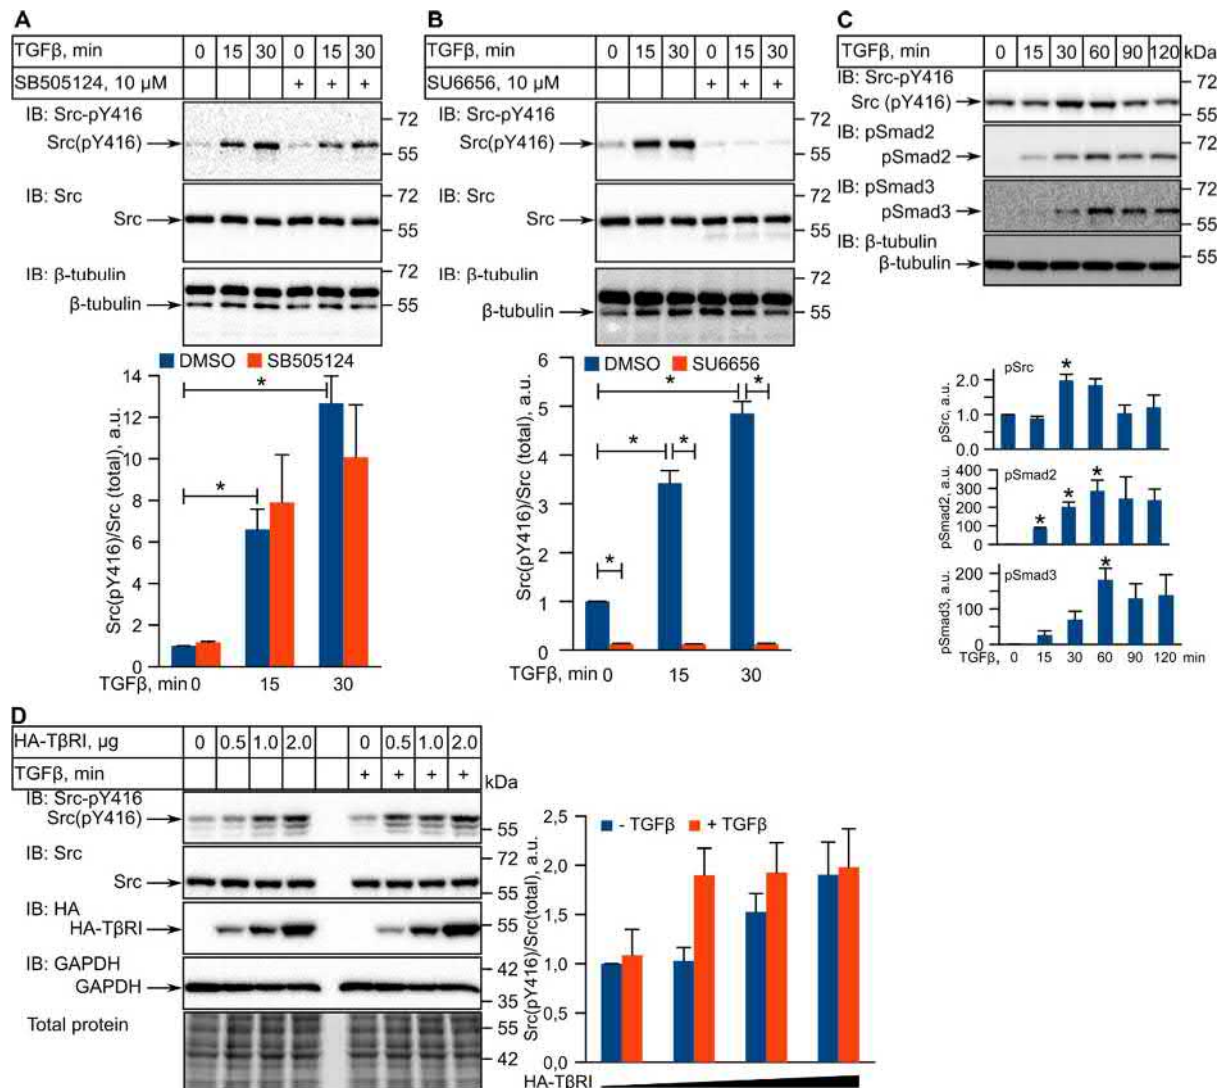 A
TGFβ, min 0 15 30 0 15 30
SB505124, 10 µM + + +
IB: Src-pY416
Src(pY416)
72
55
IB: Src
Src
72
55
IB: β-tubulin
β-tubulin
72
55
DMSO SB505124
Src(pY416)/Src (total), a.u.
14
12
10
8
6
4
2
0
* *
TGFβ, min 0 15 30
B
TGFβ, min 0 15 30 0 15 30
SU6656, 10 µM + + +
IB: Src-pY416
Src(pY416)
72
55
IB: Src
Src
72
55
IB: β-tubulin
β-tubulin
72
55
DMSO SU6656
Src(pY416)/Src (total), a.u.
6
5
4
3
2
1
0
* * * * *
TGFβ, min 0 15 30
C
TGFβ, min 0 15 30 60 90 120 kDa
IB: Src-pY416
Src (pY416)
72
55
IB: pSmad2
pSmad2
72
55
IB: pSmad3
pSmad3
72
55
IB: β-tubulin
β-tubulin
55
pSrc
pSrc, a.u.
2.0
1.0
0.0
*
pSmad2
pSmad2, a.u.
400
300
200
100
0
* * *
pSmad3
pSmad3, a.u.
200
100
0
*
TGFβ, 0 15 30 60 90 120 min
D
HA-TβRI, µg 0 0.5 1.0 2.0 0 0.5 1.0 2.0
TGFβ, min + + + +
kDa
IB: Src-pY416
Src(pY416)
55
IB: Src
Src
72
55
IB: HA
HA-TβRI
72
55
IB: GAPDH
GAPDH
42
35
Total protein
55
42
- TGFβ + TGFβ
Src(pY416)/Src(total), a.u.
2,5
2,0
1,5
1,0
0,5
0,0
HA-TβRI